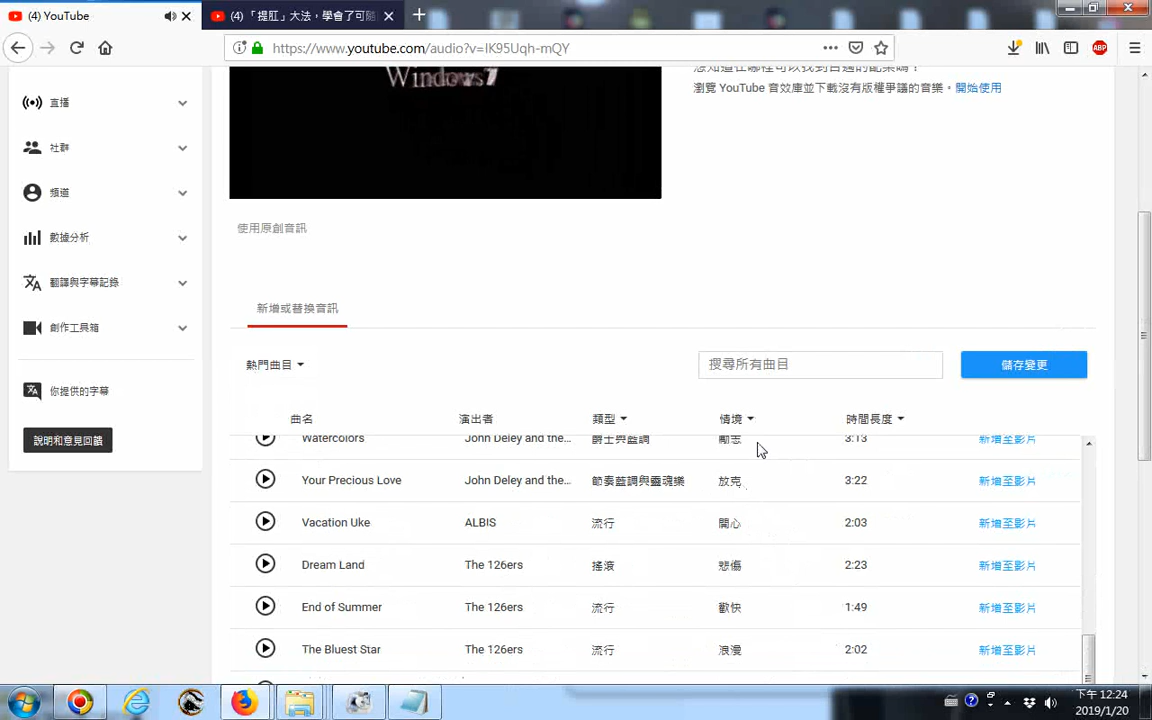 (4) YouTube
(4) 「提肛」大法，學會了可能
https://www.youtube.com/audio?v=IK95Uqh-mQY
ABP
直播
社群
頻道
數據分析
翻譯與字幕記錄
創作工具箱
你提供的字幕
說明和意見回饋
Windows7
瀏覽 YouTube 音效庫並下載沒有版權爭議的音樂。開始使用
使用原創音訊
新增或替換音訊
熱門曲目
搜尋所有曲目
儲存變更
曲名 演出者 類型 情境 時間長度
Watercolors John Deley and the... 爵士與藍調 勵志 3:13 新增至影片
Your Precious Love John Deley and the... 節奏藍調與靈魂樂 放克 3:22 新增至影片
Vacation Uke ALBIS 流行 開心 2:03 新增至影片
Dream Land The 126ers 搖滾 悲傷 2:23 新增至影片
End of Summer The 126ers 流行 歡快 1:49 新增至影片
The Bluest Star The 126ers 流行 浪漫 2:02 新增至影片
下午 12:24
2019/1/20